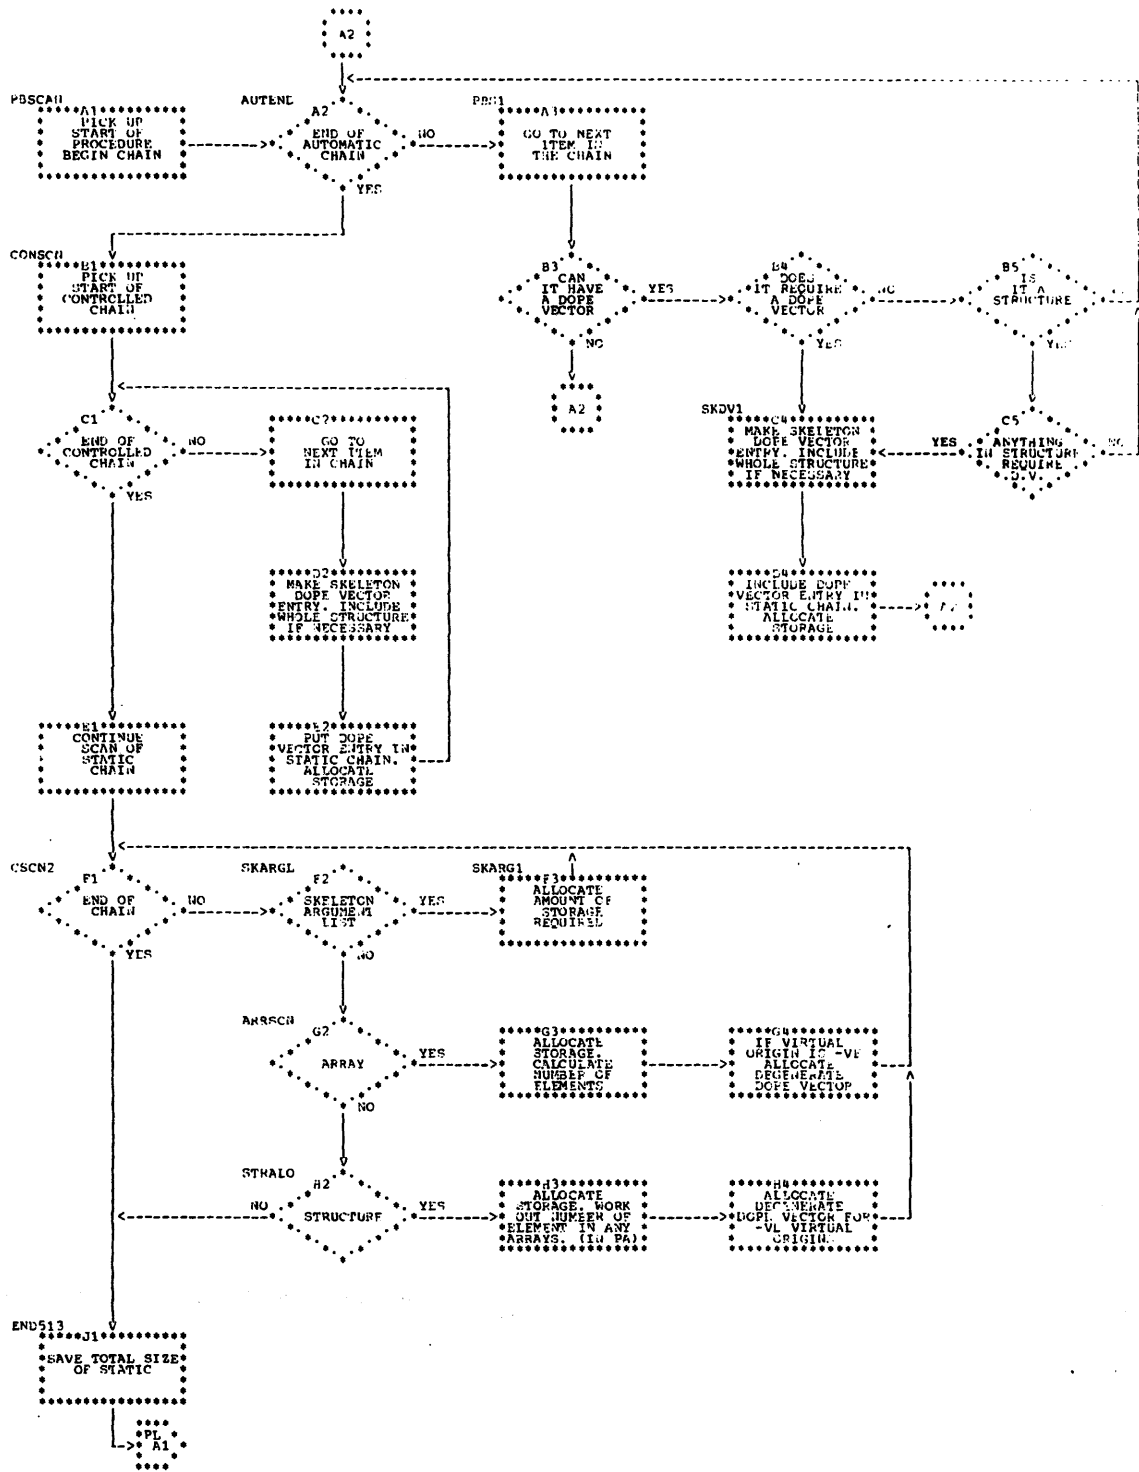 A2
PBSCAN
A1
PICK UP
START OF
PROCEDURE
BEGIN CHAIN
AUTEND
A2
END OF
AUTOMATIC
CHAIN
NO
YES
A3
GO TO NEXT
ITEM IN
THE CHAIN
CONSCN
B1
PICK UP
START OF
CONTROLLED
CHAIN
B3
CAN
IT HAVE
A DOPE
VECTOR
YES
NO
B4
DOES
IT REQUIRE
A DOPE
VECTOR
NO
YES
B5
IS
IT A
STRUCTURE
YES
A2
C1
END OF
CONTROLLED
CHAIN
NO
YES
GO TO
NEXT ITEM
IN CHAIN
SKDV1
C4
MAKE SKELETON
DOPE VECTOR
ENTRY. INCLUDE
WHOLE STRUCTURE
IF NECESSARY
C5
ANYTHING
IN STRUCTURE
REQUIRE
D.V.
YES
NO
D2
MAKE SKELETON
DOPE VECTOR
ENTRY. INCLUDE
WHOLE STRUCTURE
IF NECESSARY
D4
INCLUDE DOPE
VECTOR ENTRY IN
STATIC CHAIN.
ALLOCATE
STORAGE
A2
E1
CONTINUE
SCAN OF
STATIC
CHAIN
E2
PUT DOPE
VECTOR ENTRY IN
STATIC CHAIN.
ALLOCATE
STORAGE
CSCN2
F1
END OF
CHAIN
NO
YES
SKARGL
F2
SKELETON
ARGUMENT
LIST
YES
NO
SKARG1
F3
ALLOCATE
AMOUNT OF
STORAGE
REQUIRED
ARRSCN
G2
ARRAY
YES
NO
G3
ALLOCATE
STORAGE.
CALCULATE
NUMBER OF
ELEMENTS
G4
IF VIRTUAL
ORIGIN IS -VE
ALLOCATE
DEGENERATE
DOPE VECTOR
STRALO
H2
STRUCTURE
NO
YES
H3
ALLOCATE
STORAGE. WORK
OUT NUMBER OF
ELEMENT IN ANY
ARRAYS. (IN PA)
H4
ALLOCATE
DEGENERATE
DOPE VECTOR FOR
-VE VIRTUAL
ORIGINS
END513
J1
SAVE TOTAL SIZE
OF STATIC
PL
A1